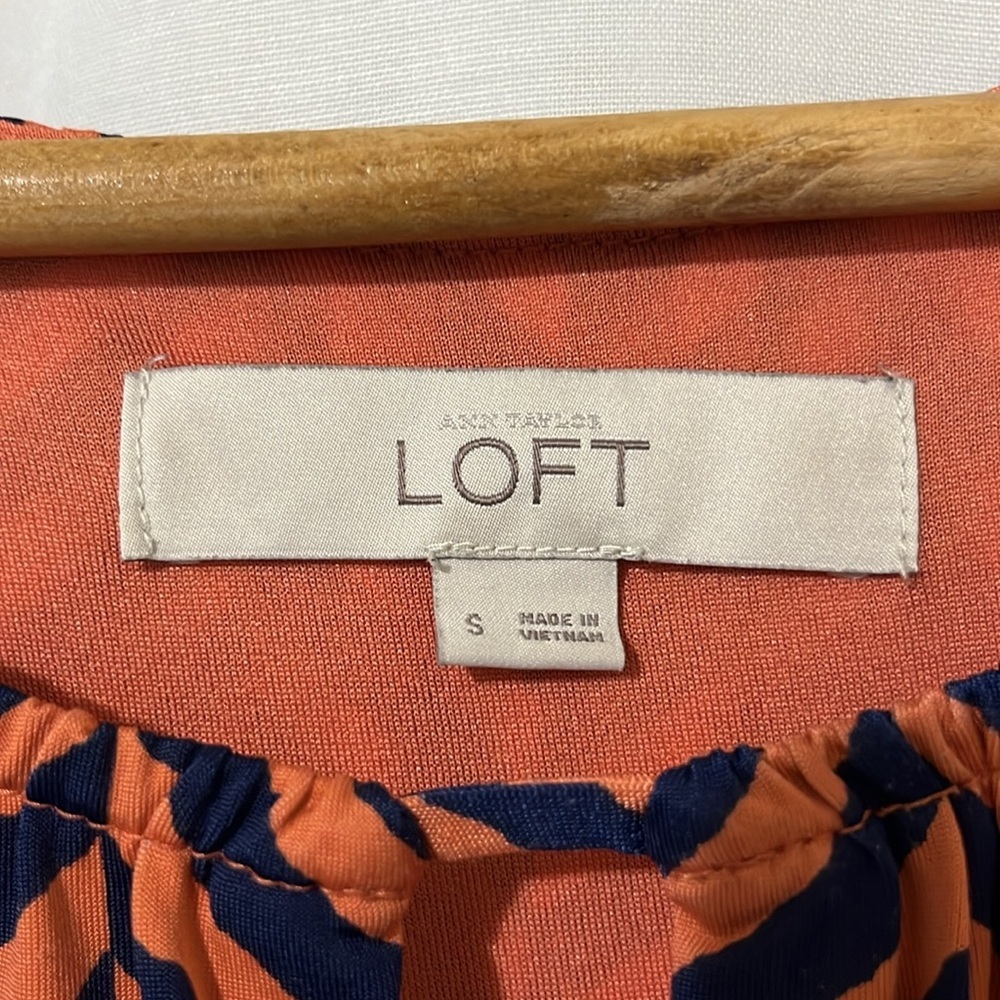 ANN TAYLOR
LOFT
S
MADE IN
VIETNAM